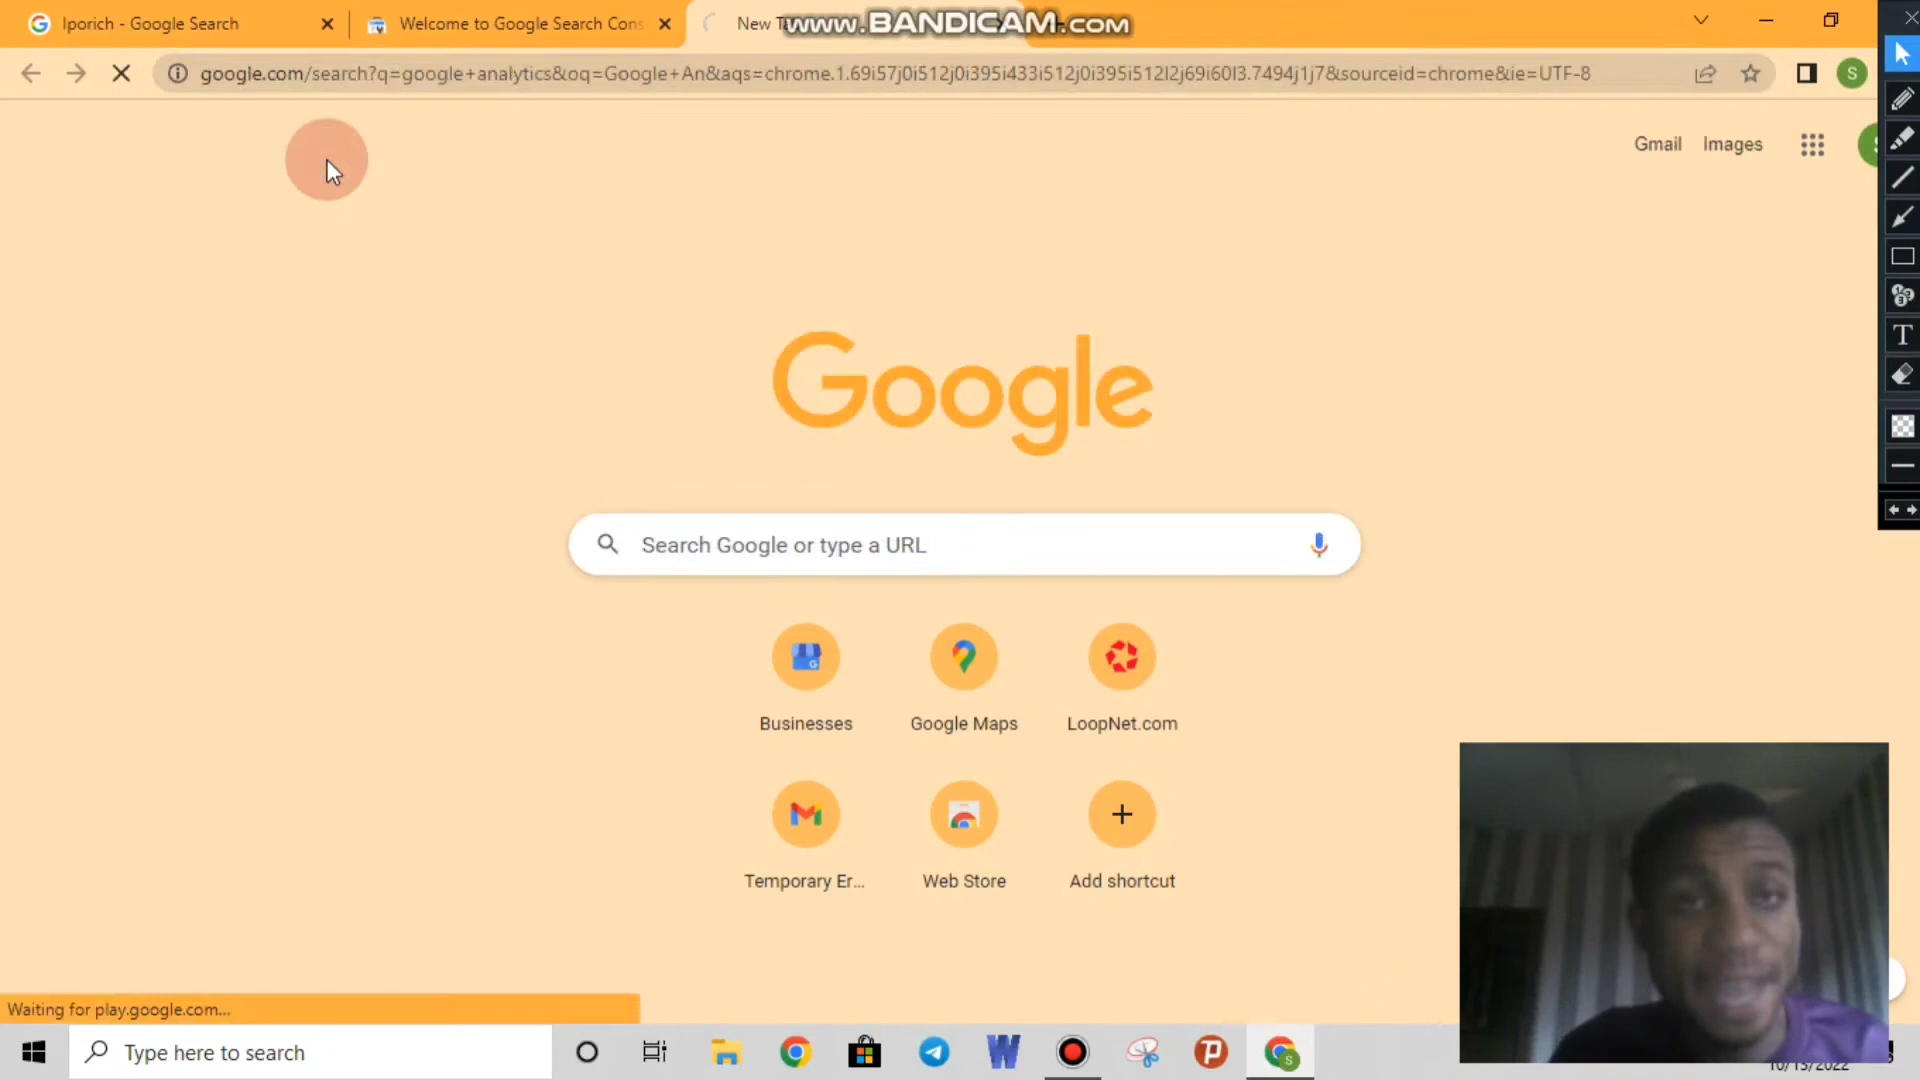 Iporich - Google Search
Welcome to Google Search Cons
New T
www.BANDICAM.com
google.com/search?q=google+analytics&oq=Google+An&aqs=chrome.1.69i57j0i512j0i395i433i512j0i395i512l2j69i60l3.7494j1j7&sourceid=chrome&ie=UTF-8
S
Gmail
Images
Google
Search Google or type a URL
Businesses
Google Maps
LoopNet.com
Temporary Er...
Web Store
Add shortcut
Waiting for play.google.com...
Type here to search
10/13/2022